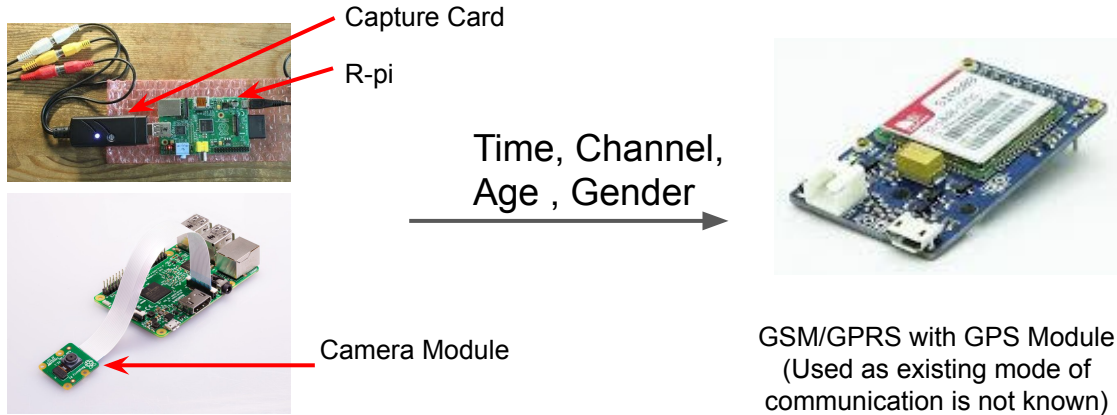 Capture Card
R-pi
Time, Channel,
Age , Gender
SIM808
Camera Module
GSM/GPRS with GPS Module
(Used as existing mode of
communication is not known)